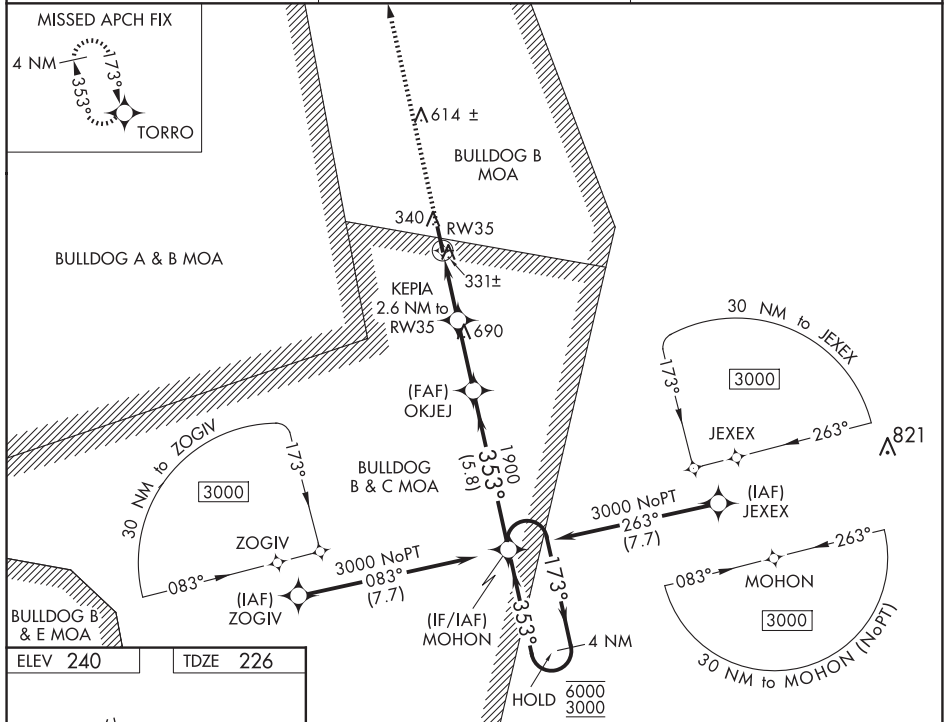 MISSED APCH FIX
4 NM
173°
353°
TORRO
614 ±
BULLDOG B
MOA
340
RW35
BULLDOG A & B MOA
331±
KEPIA
2.6 NM to
RW35
690
30 NM to JEXEX
173°
3000
(FAF)
OKJEJ
JEXEX
263°
821
30 NM to ZOGIV
173°
3000
1900
353°
(5.8)
BULLDOG
B & C MOA
ZOGIV
083°
3000 NoPT
083°
(7.7)
(IAF)
ZOGIV
3000 NoPT
263°
(7.7)
(IAF)
JEXEX
083°
263°
MOHON
3000
30 NM to MOHON (NoPT)
(IF/IAF)
MOHON
353°
173°
4 NM
HOLD
6000
3000
BULLDOG B
& E MOA
ELEV 240
TDZE 226